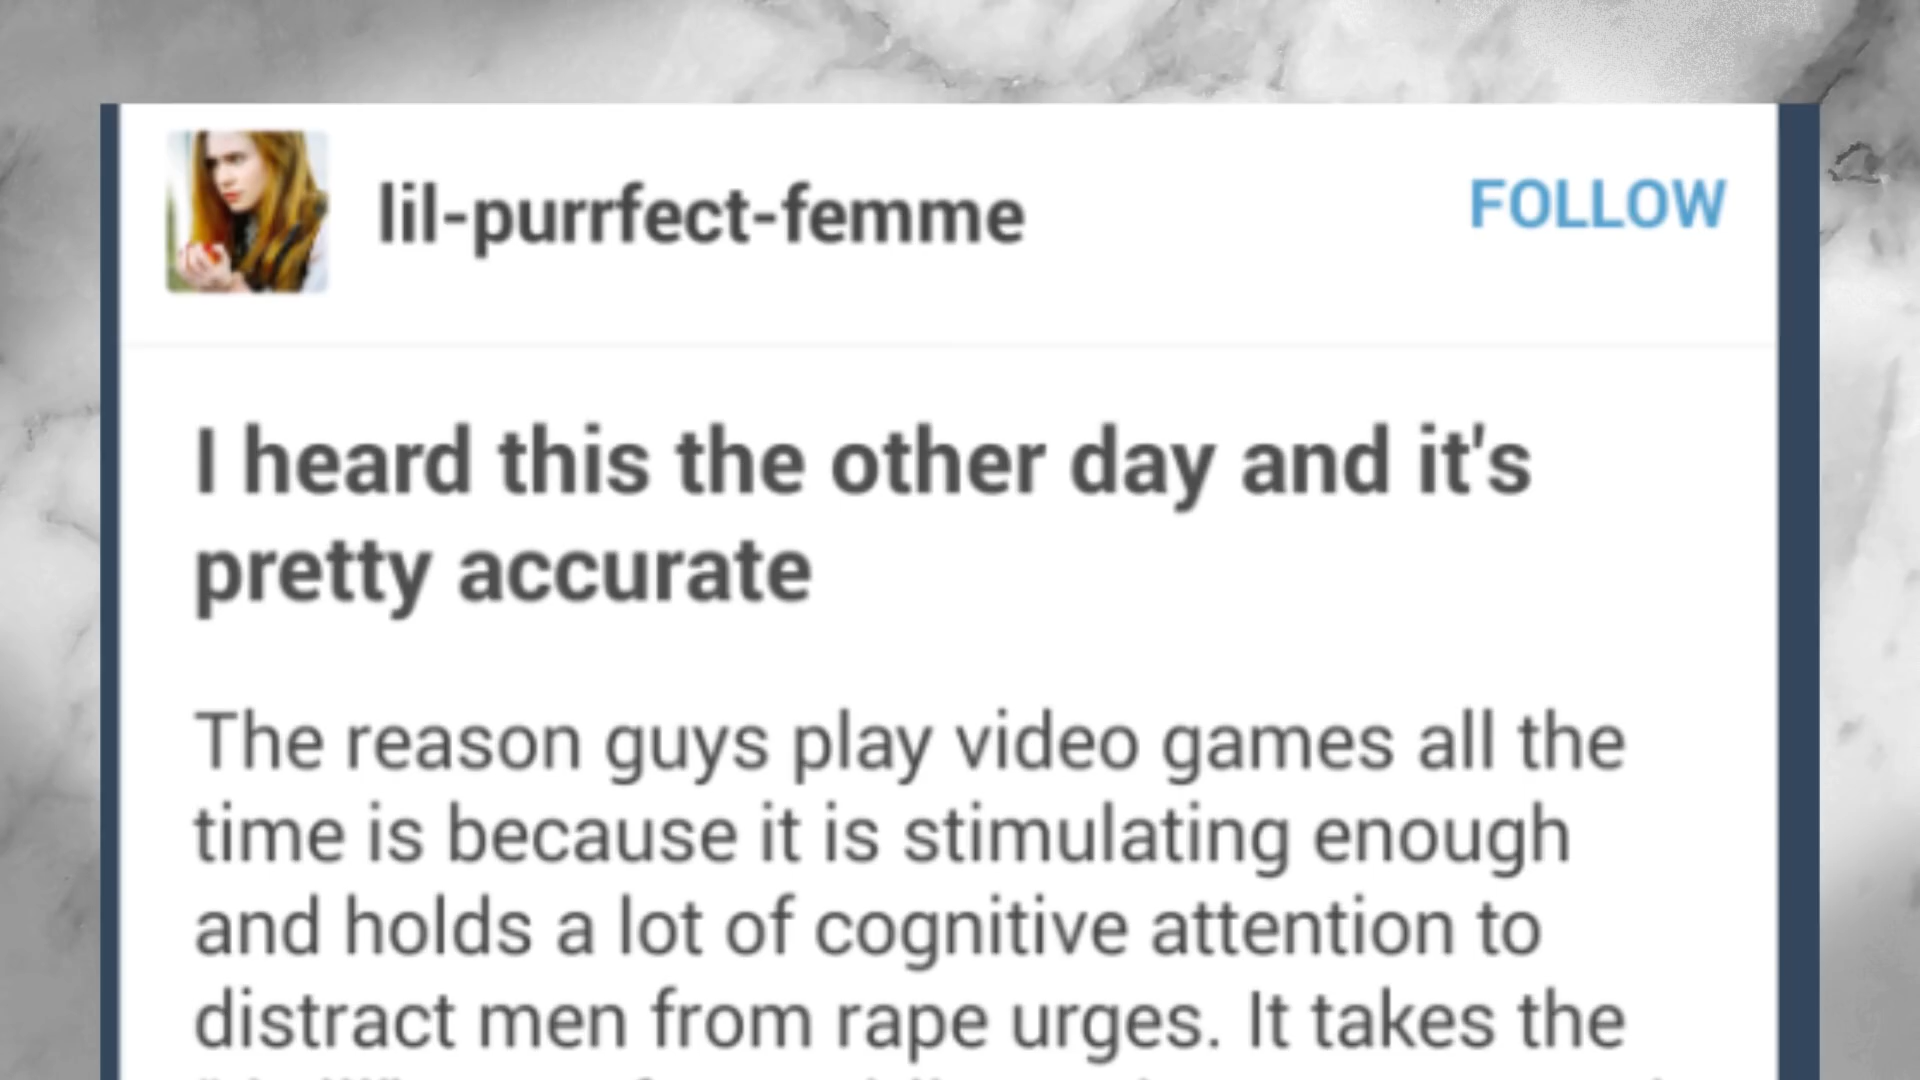 lil-purrfect-femme
FOLLOW
I heard this the other day and it's
pretty accurate
The reason guys play video games all the
time is because it is stimulating enough
and holds a lot of cognitive attention to
distract men from rape urges. It takes the